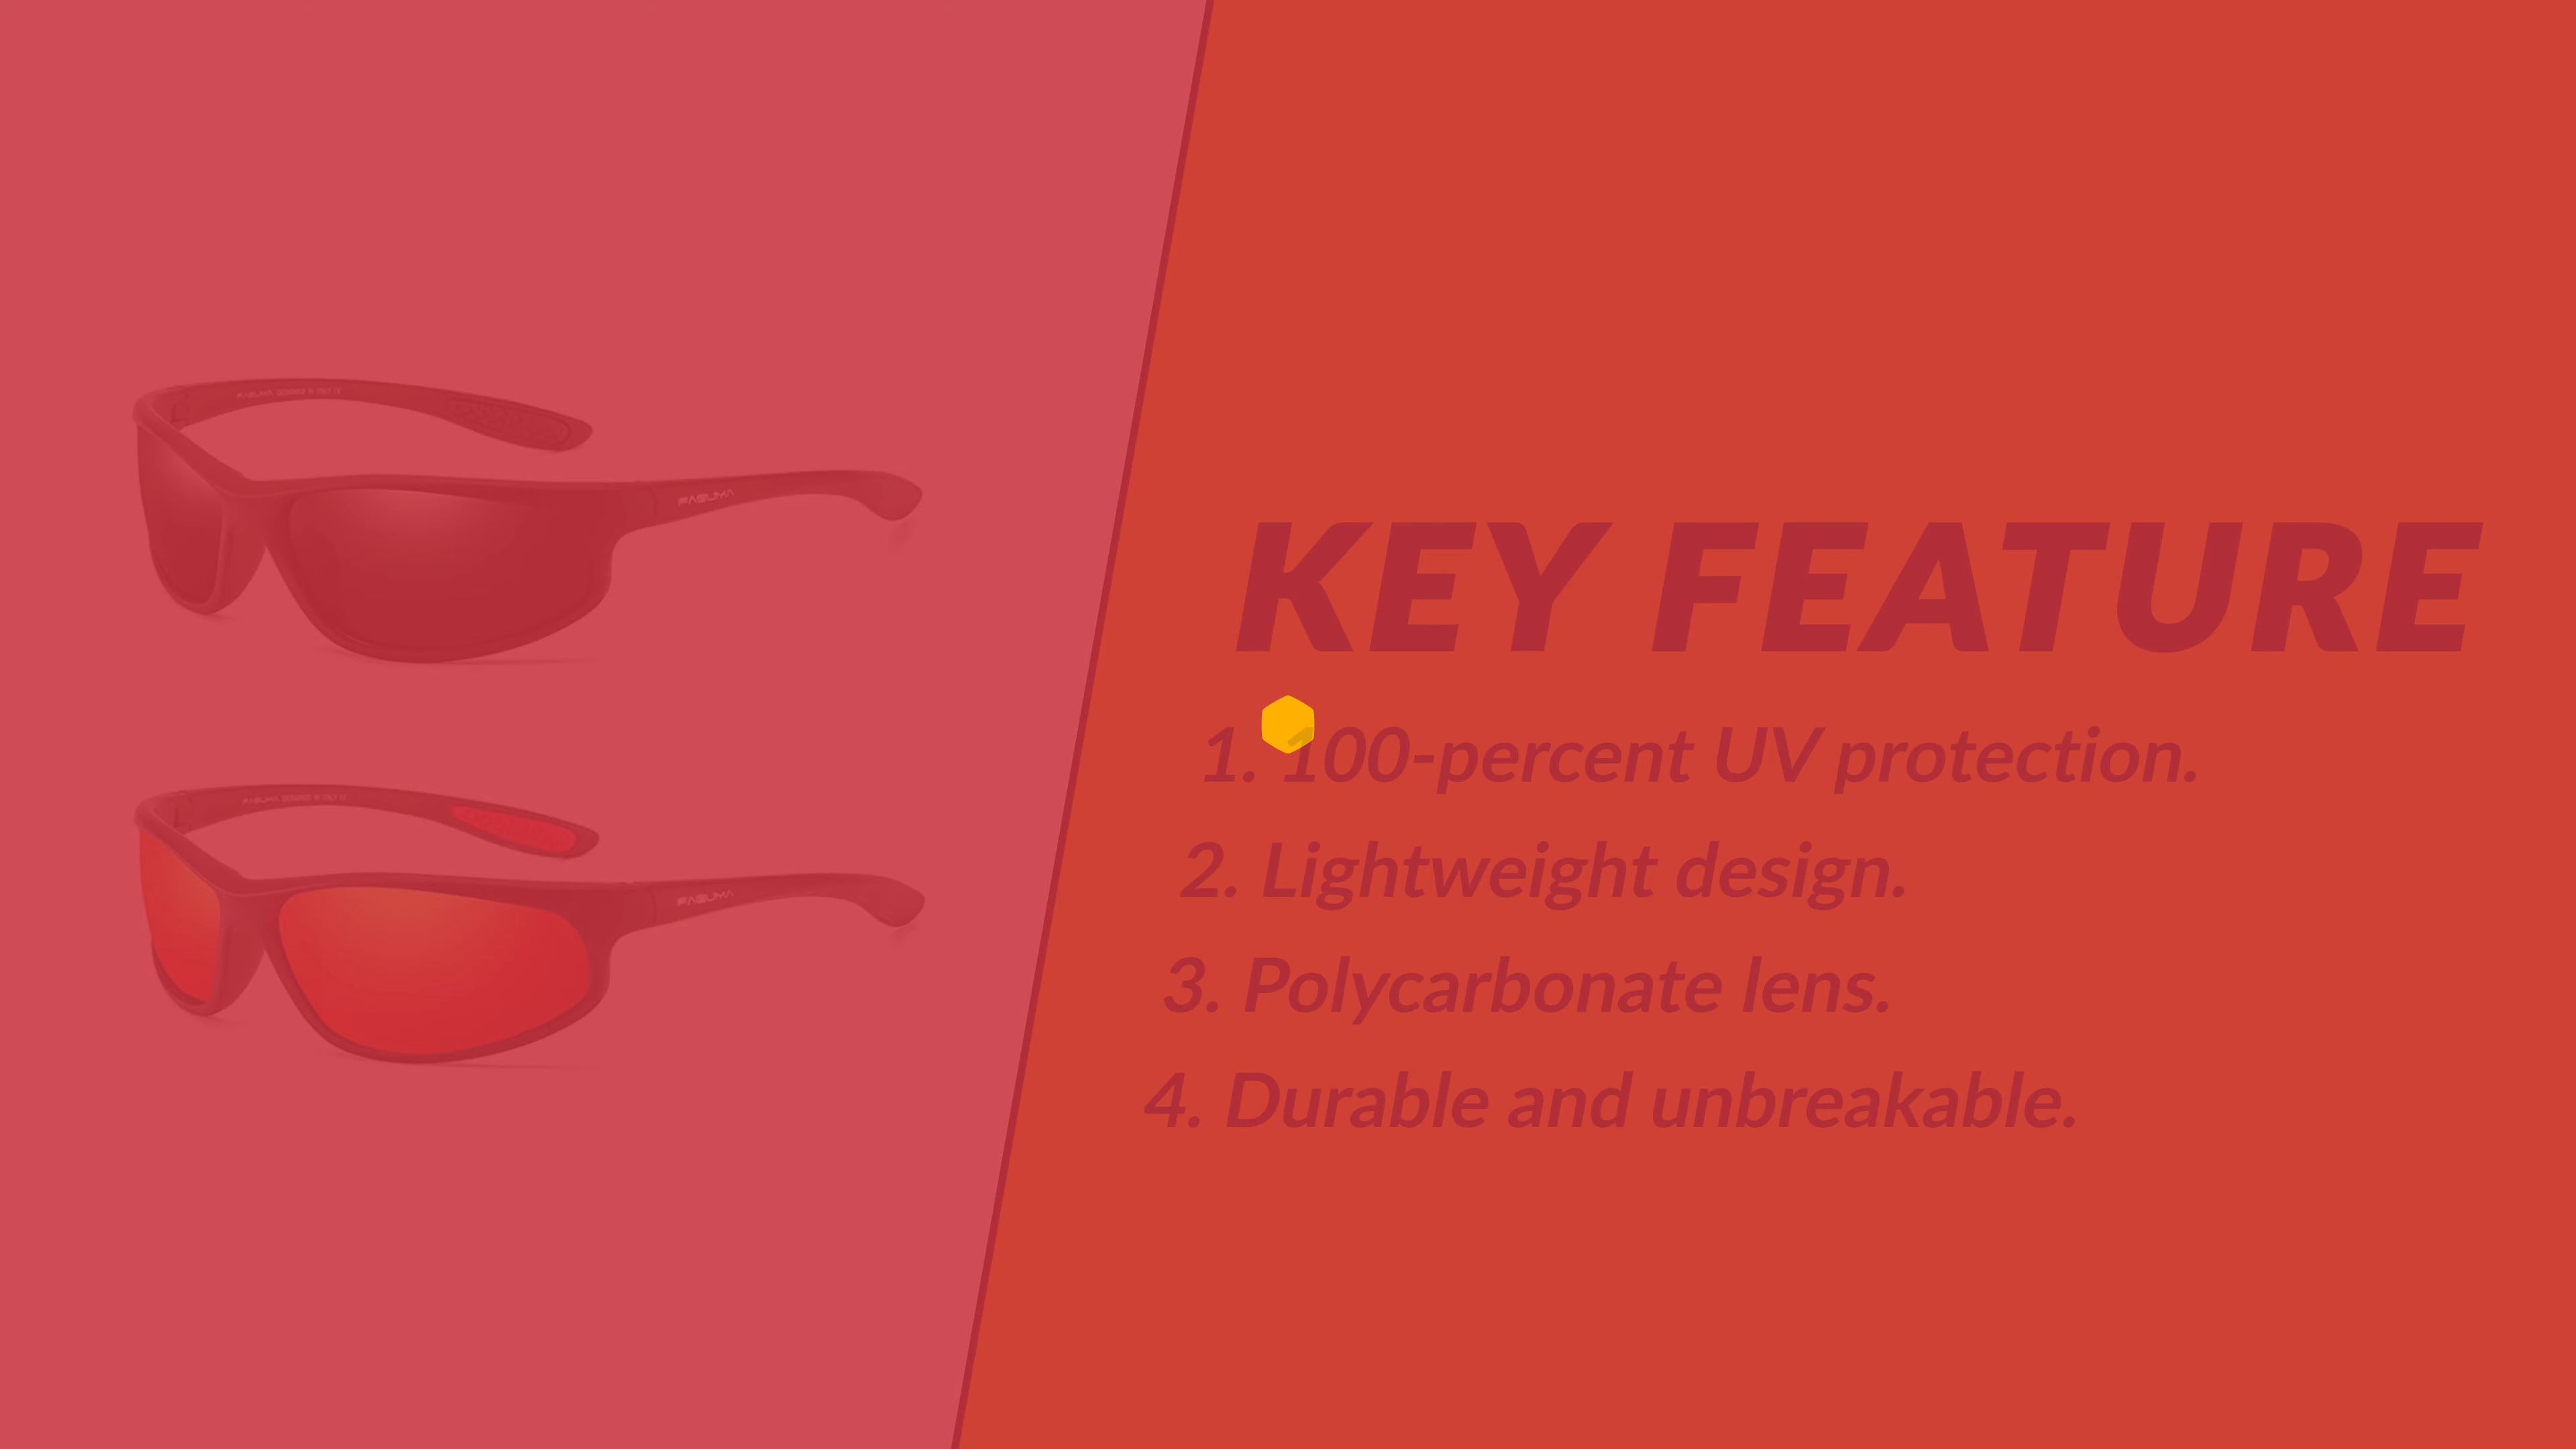 KEY FEATURE
1. 100-percent UV protection.
2. Lightweight design.
3. Polycarbonate lens.
4. Durable and unbreakable.